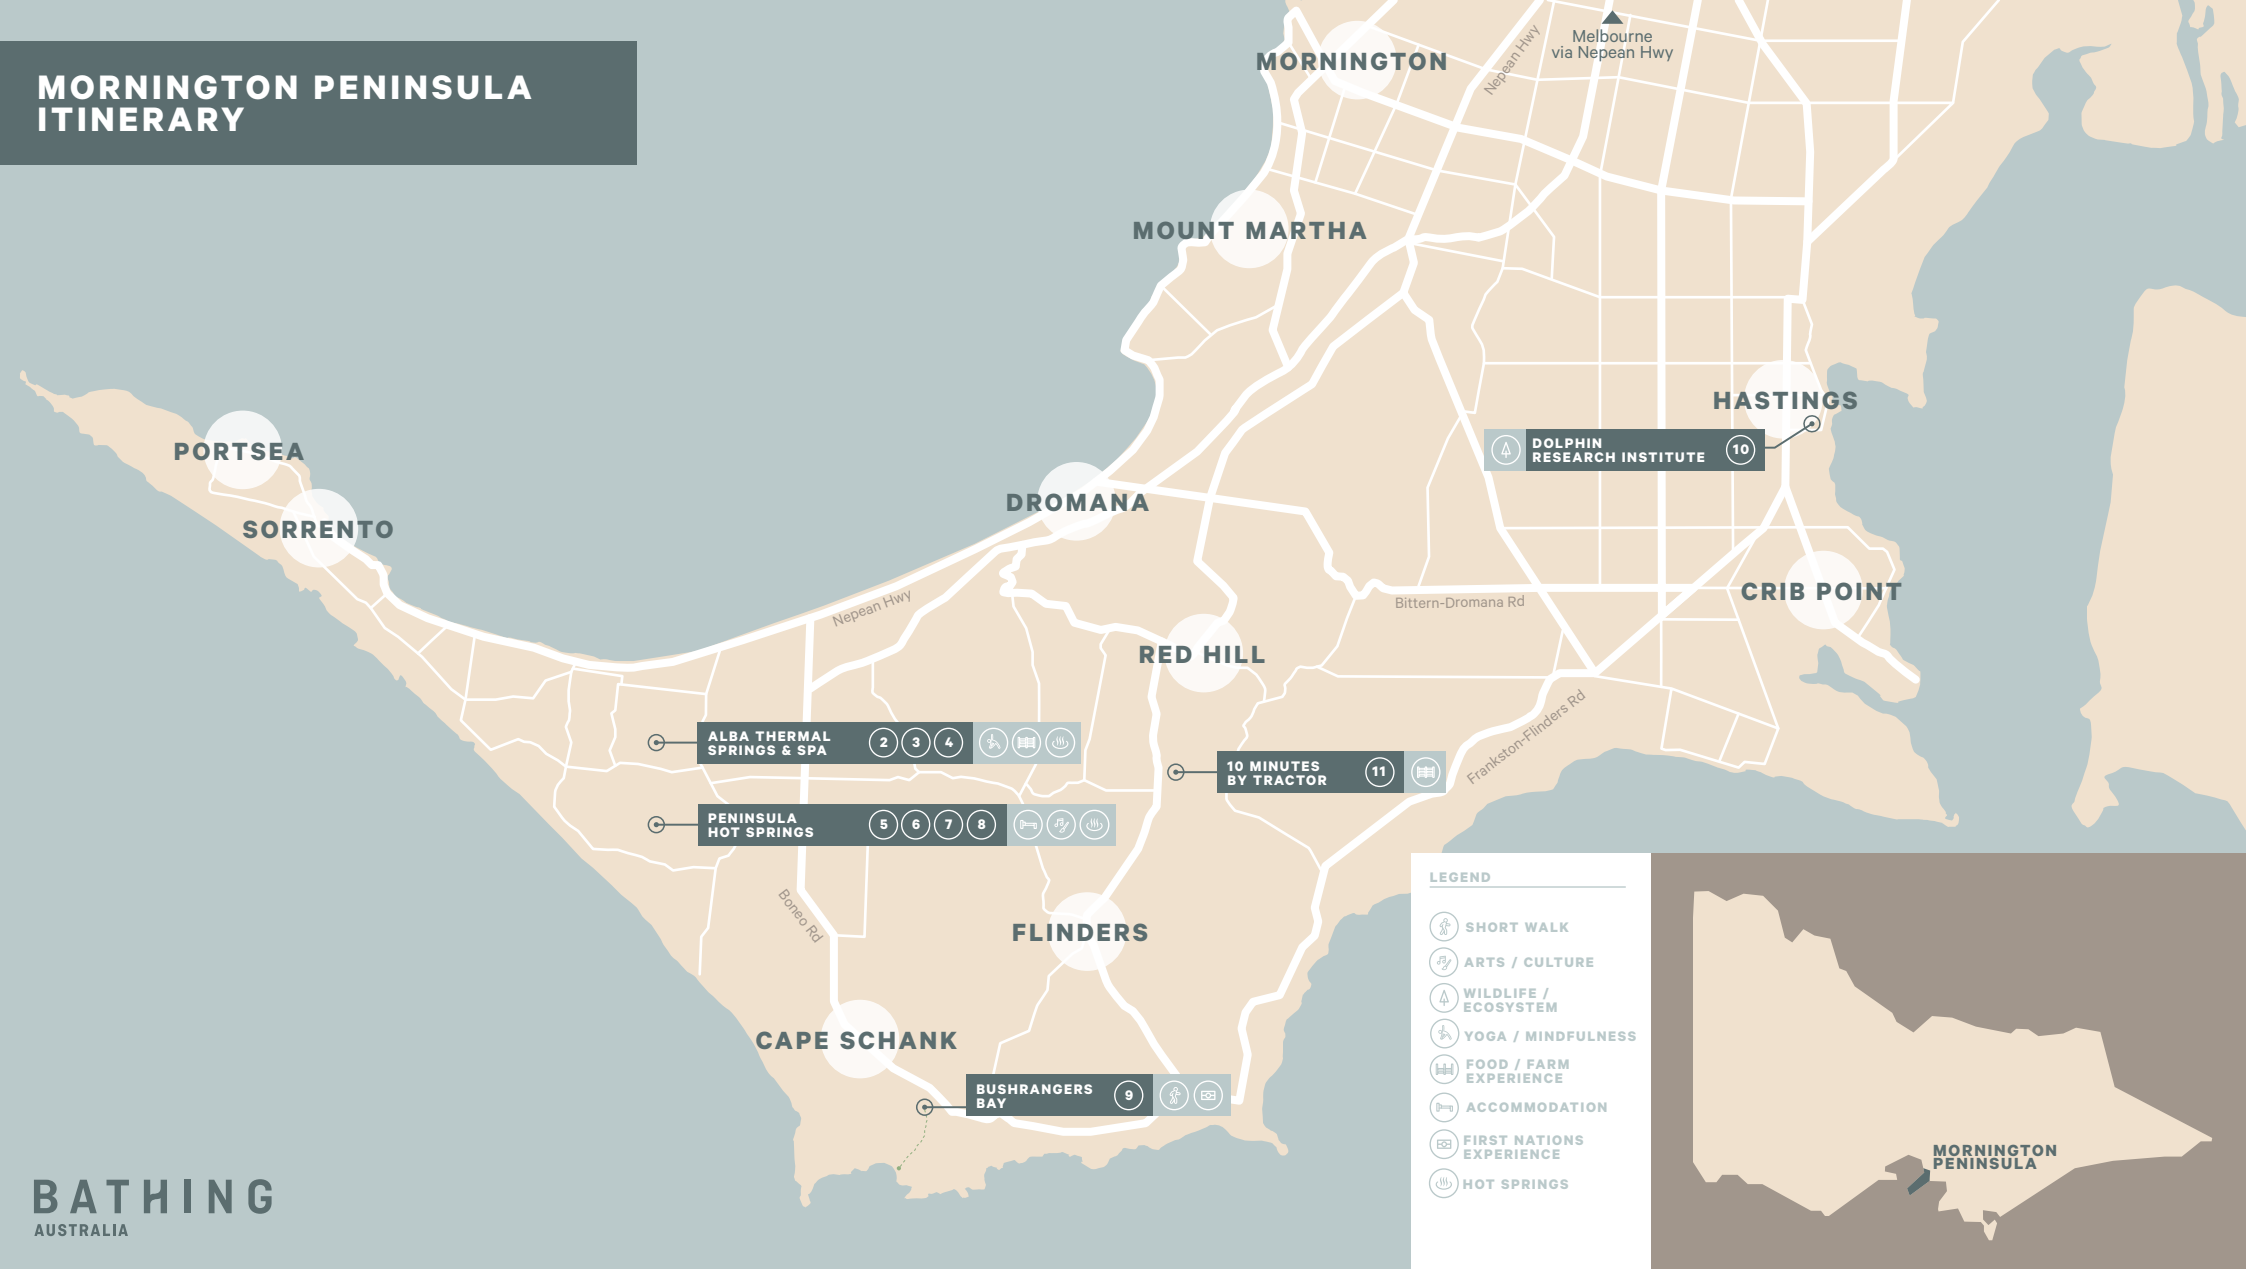 MORNINGTON PENINSULA
ITINERARY
MORNINGTON
Nepean Hwy
Melbourne
via Nepean Hwy
MOUNT MARTHA
HASTINGS
DOLPHIN
RESEARCH INSTITUTE
10
PORTSEA
SORRENTO
DROMANA
CRIB POINT
Nepean Hwy
Bittern-Dromana Rd
RED HILL
Frankston-Flinders Rd
ALBA THERMAL
SPRINGS & SPA
2 3 4
10 MINUTES
BY TRACTOR
11
PENINSULA
HOT SPRINGS
5 6 7 8
Boneo Rd
FLINDERS
CAPE SCHANK
BUSHRANGERS
BAY
9
LEGEND
SHORT WALK
ARTS / CULTURE
WILDLIFE /
ECOSYSTEM
YOGA / MINDFULNESS
FOOD / FARM
EXPERIENCE
ACCOMMODATION
FIRST NATIONS
EXPERIENCE
HOT SPRINGS
MORNINGTON
PENINSULA
BATHING
AUSTRALIA